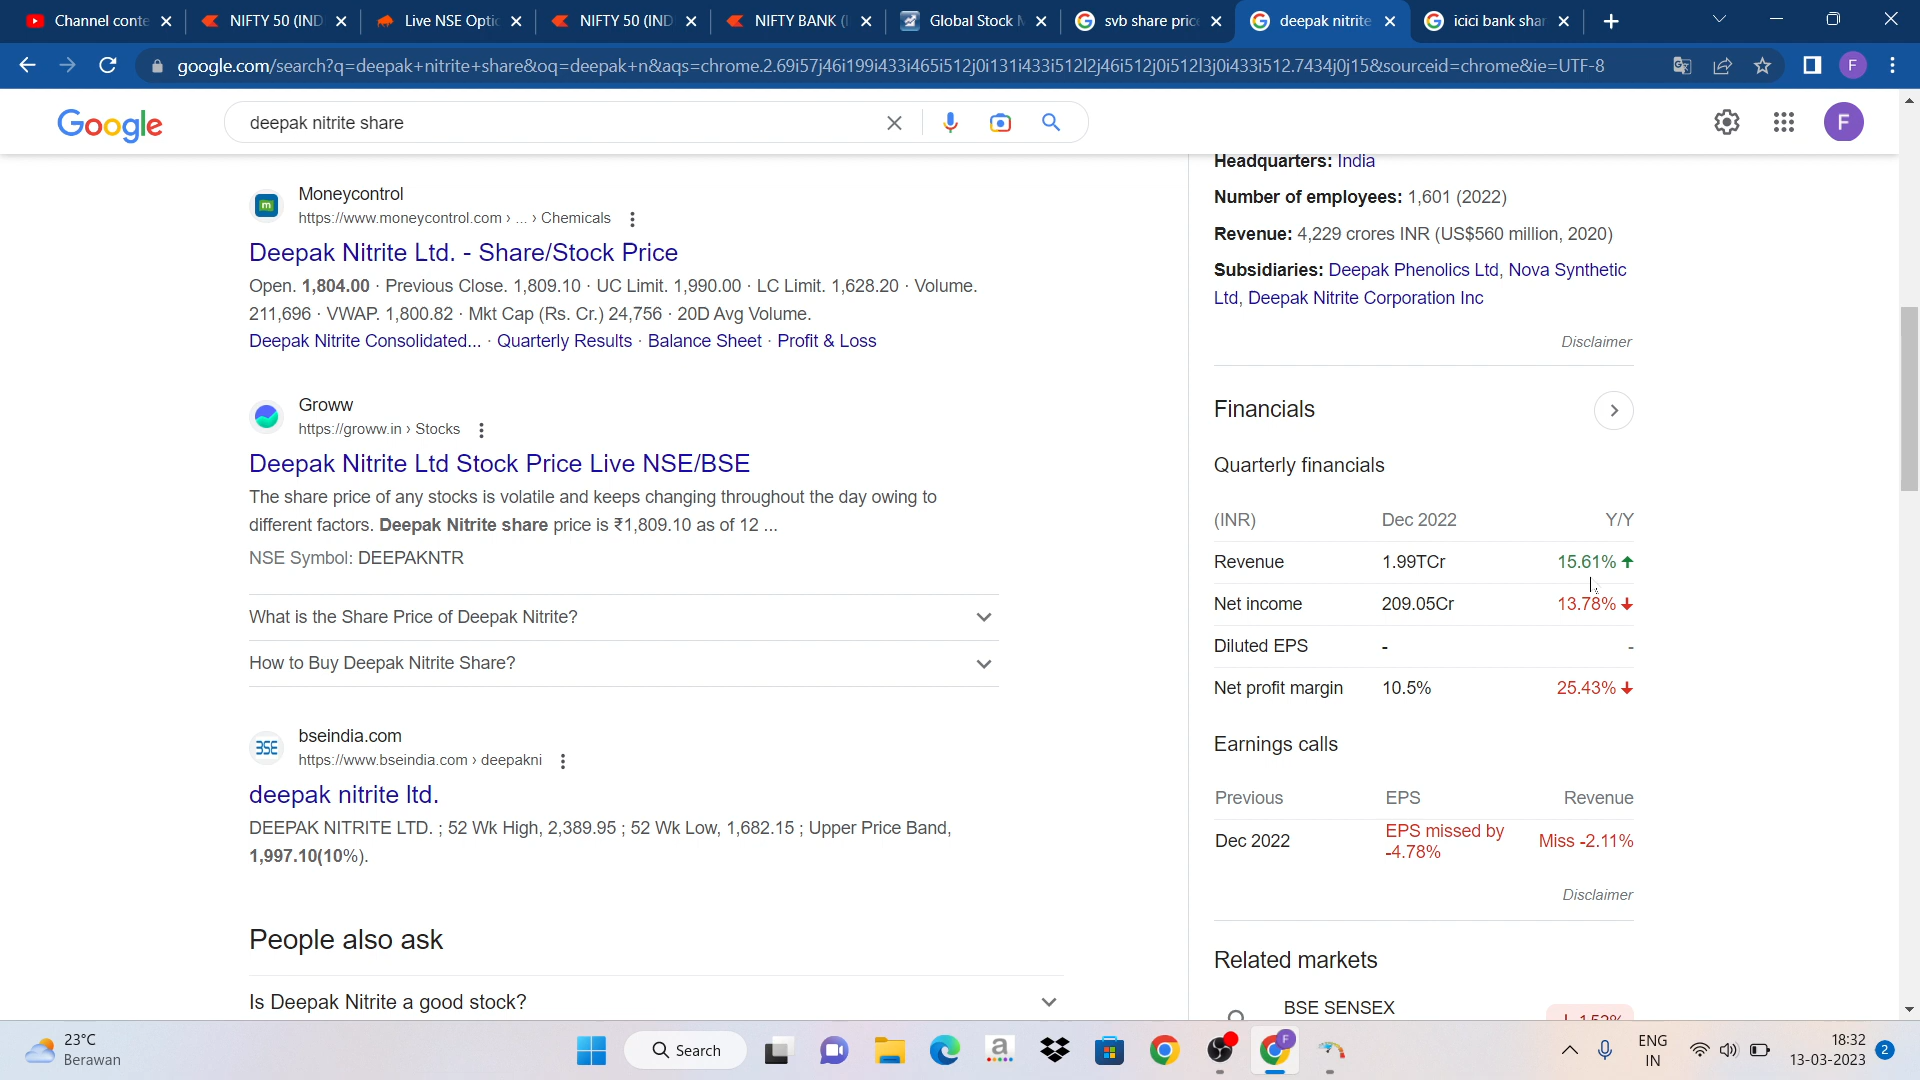 Channel conte
NIFTY 50 (IND
Live NSE Optic
NIFTY 50 (IND
NIFTY BANK (I
Global Stock M
svb share price
deepak nitrite
icici bank shar
google.com/search?q=deepak+nitrite+share&oq=deepak+n&aqs=chrome.2.69i57j46i199i433i465i512j0i131i433i512l2j46i512j0i512l3j0i433i512.7434j0j15&sourceid=chrome&ie=UTF-8
F
Google
deepak nitrite share
F
Moneycontrol
https://www.moneycontrol.com › ... › Chemicals
Deepak Nitrite Ltd. - Share/Stock Price
Open. 1,804.00 · Previous Close. 1,809.10 · UC Limit. 1,990.00 · LC Limit. 1,628.20 · Volume.
211,696 · VWAP. 1,800.82 · Mkt Cap (Rs. Cr.) 24,756 · 20D Avg Volume.
Deepak Nitrite Consolidated... · Quarterly Results · Balance Sheet · Profit & Loss
Groww
https://groww.in › Stocks
Deepak Nitrite Ltd Stock Price Live NSE/BSE
The share price of any stocks is volatile and keeps changing throughout the day owing to
different factors. Deepak Nitrite share price is ₹1,809.10 as of 12 ...
NSE Symbol: DEEPAKNTR
What is the Share Price of Deepak Nitrite?
How to Buy Deepak Nitrite Share?
BSE
bseindia.com
https://www.bseindia.com › deepakni
deepak nitrite ltd.
DEEPAK NITRITE LTD. ; 52 Wk High, 2,389.95 ; 52 Wk Low, 1,682.15 ; Upper Price Band,
1,997.10(10%).
People also ask
Is Deepak Nitrite a good stock?
Headquarters: India
Number of employees: 1,601 (2022)
Revenue: 4,229 crores INR (US$560 million, 2020)
Subsidiaries: Deepak Phenolics Ltd, Nova Synthetic
Ltd, Deepak Nitrite Corporation Inc
Disclaimer
Financials
Quarterly financials
(INR) Dec 2022 Y/Y
Revenue 1.99TCr 15.61%
Net income 209.05Cr 13.78%
Diluted EPS - -
Net profit margin 10.5% 25.43%
Earnings calls
Previous EPS Revenue
Dec 2022 EPS missed by -4.78% Miss -2.11%
Disclaimer
Related markets
BSE SENSEX
1.52%
23°C
Berawan
Search
ENG
IN
18:32
13-03-2023
2